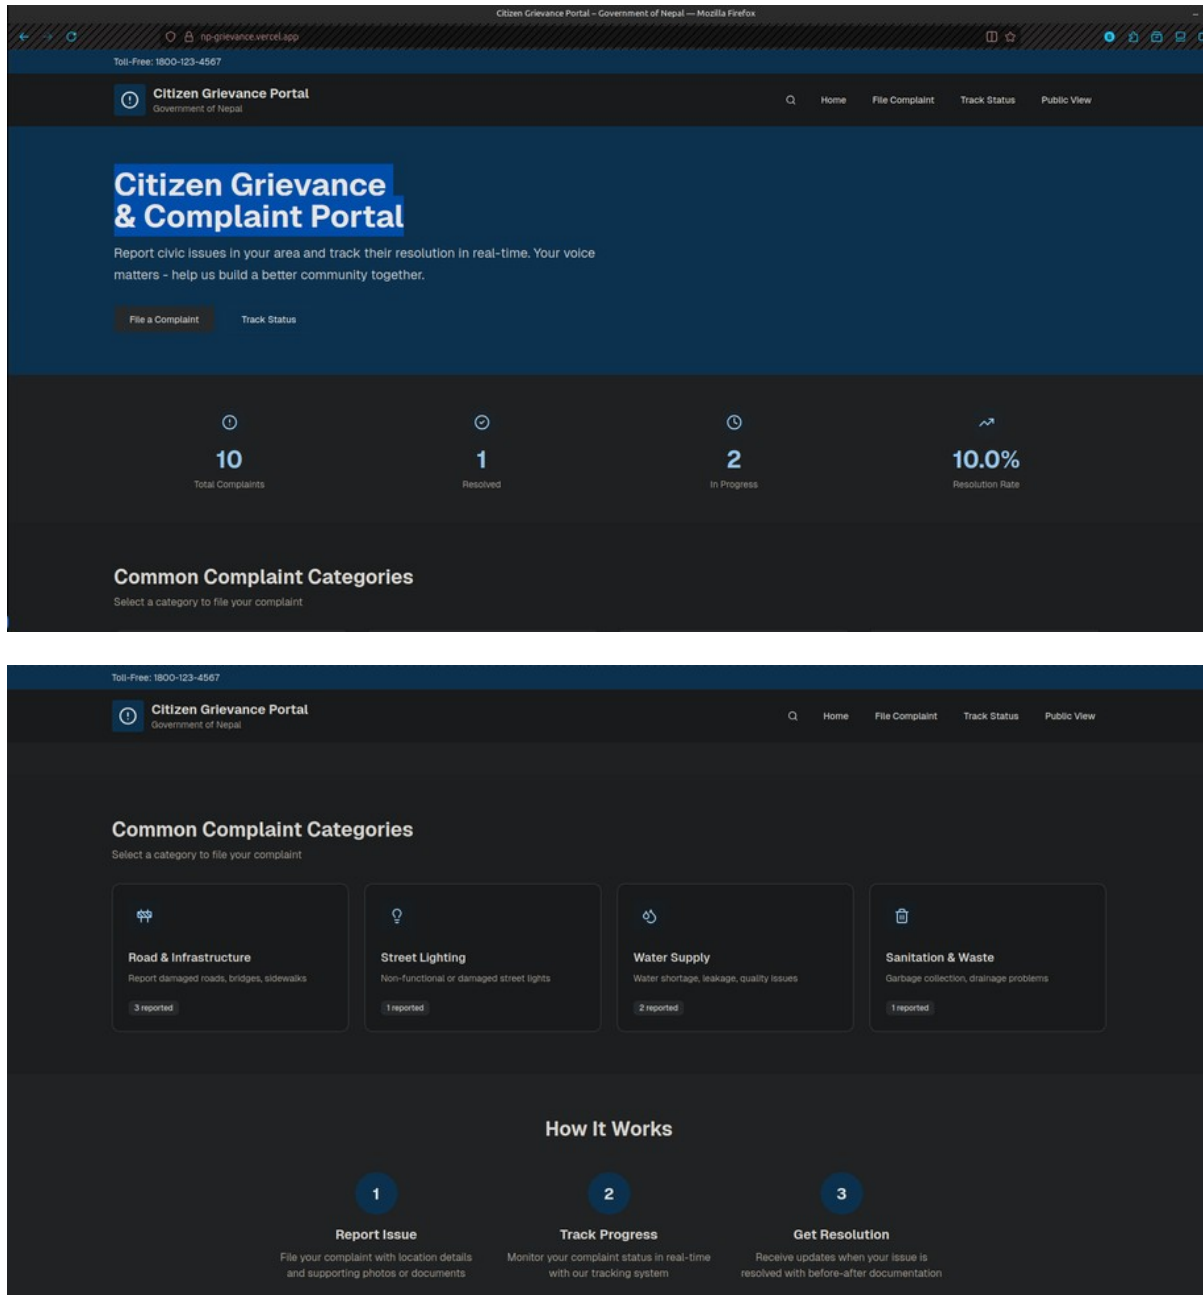 Citizen Grievance Portal – Government of Nepal — Mozilla Firefox
np-grievance.vercel.app
Toll-Free: 1800-123-4567
Citizen Grievance Portal
Government of Nepal
Home File Complaint Track Status Public View
Citizen Grievance
& Complaint Portal
Report civic issues in your area and track their resolution in real-time. Your voice
matters - help us build a better community together.
File a Complaint Track Status
10 1 2 10.0%
Total Complaints Resolved In Progress Resolution Rate
Common Complaint Categories
Select a category to file your complaint
Toll-Free: 1800-123-4567
Citizen Grievance Portal
Government of Nepal
Home File Complaint Track Status Public View
Common Complaint Categories
Select a category to file your complaint
Road & Infrastructure Street Lighting Water Supply Sanitation & Waste
Report damaged roads, bridges, sidewalks Non-functional or damaged street lights Water shortage, leakage, quality issues Garbage collection, drainage problems
3 reported 1 reported 2 reported 1 reported
How It Works
1 2 3
Report Issue Track Progress Get Resolution
File your complaint with location details Monitor your complaint status in real-time Receive updates when your issue is
and supporting photos or documents with our tracking system resolved with before-after documentation